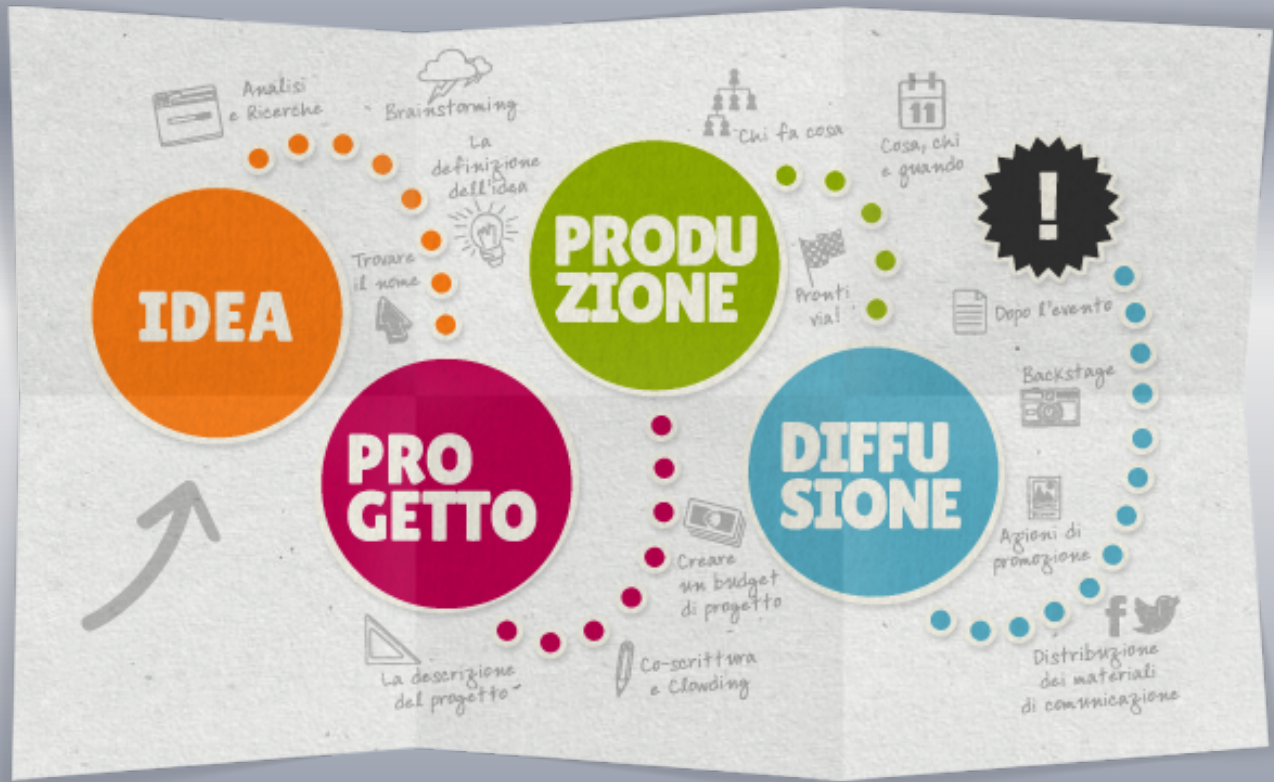 IDEA
Analisi
e Ricerche
Brainstorming
La
definizione
dell'idea
Trovare
il nome
PRO
GETTO
La descrizione
del progetto
Co-scrittura
e Clowding
Creare
un budget
di progetto
PRODU
ZIONE
Chi fa cosa
11
Cosa, chi
e quando
Pronti
via!
DIFFU
SIONE
f
Distribuzione
dei materiali
di comunicazione
Azioni di
promozione
Backstage
Dopo l'evento
!